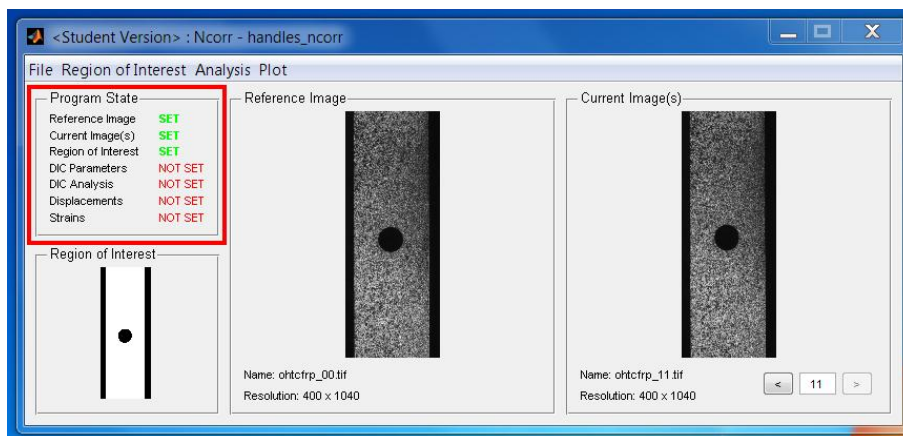 <Student Version> : Ncorr - handles_ncorr
File Region of Interest Analysis Plot
Program State
Reference Image SET
Current Image(s) SET
Region of Interest SET
DIC Parameters NOT SET
DIC Analysis NOT SET
Displacements NOT SET
Strains NOT SET
Region of Interest
Reference Image
Name: ohtcfrp_00.tif
Resolution: 400 x 1040
Current Image(s)
Name: ohtcfrp_11.tif
Resolution: 400 x 1040
< 11 >